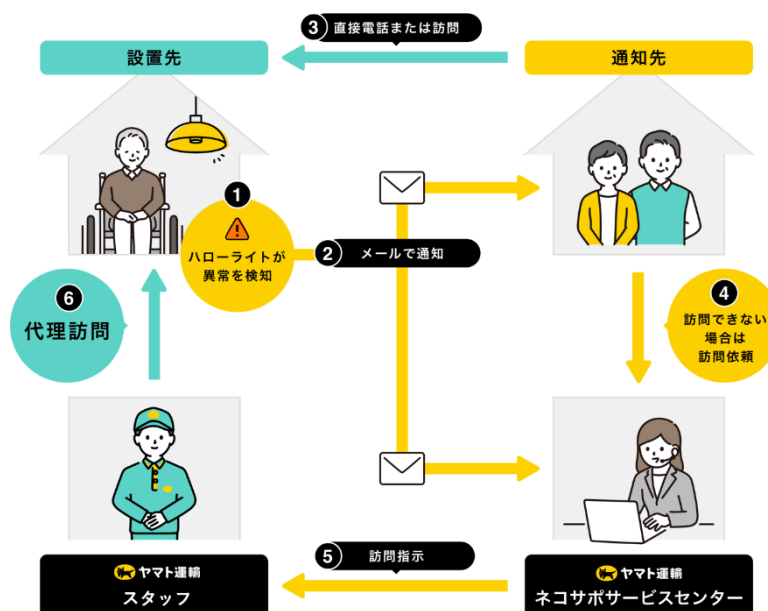 3 直接電話または訪問
設置先
通知先
1
ハローライトが
異常を検知
2 メールで通知
4
訪問できない
場合は
訪問依頼
6
代理訪問
5 訪問指示
ヤマト運輸
スタッフ
ヤマト運輸
ネコサポサービスセンター